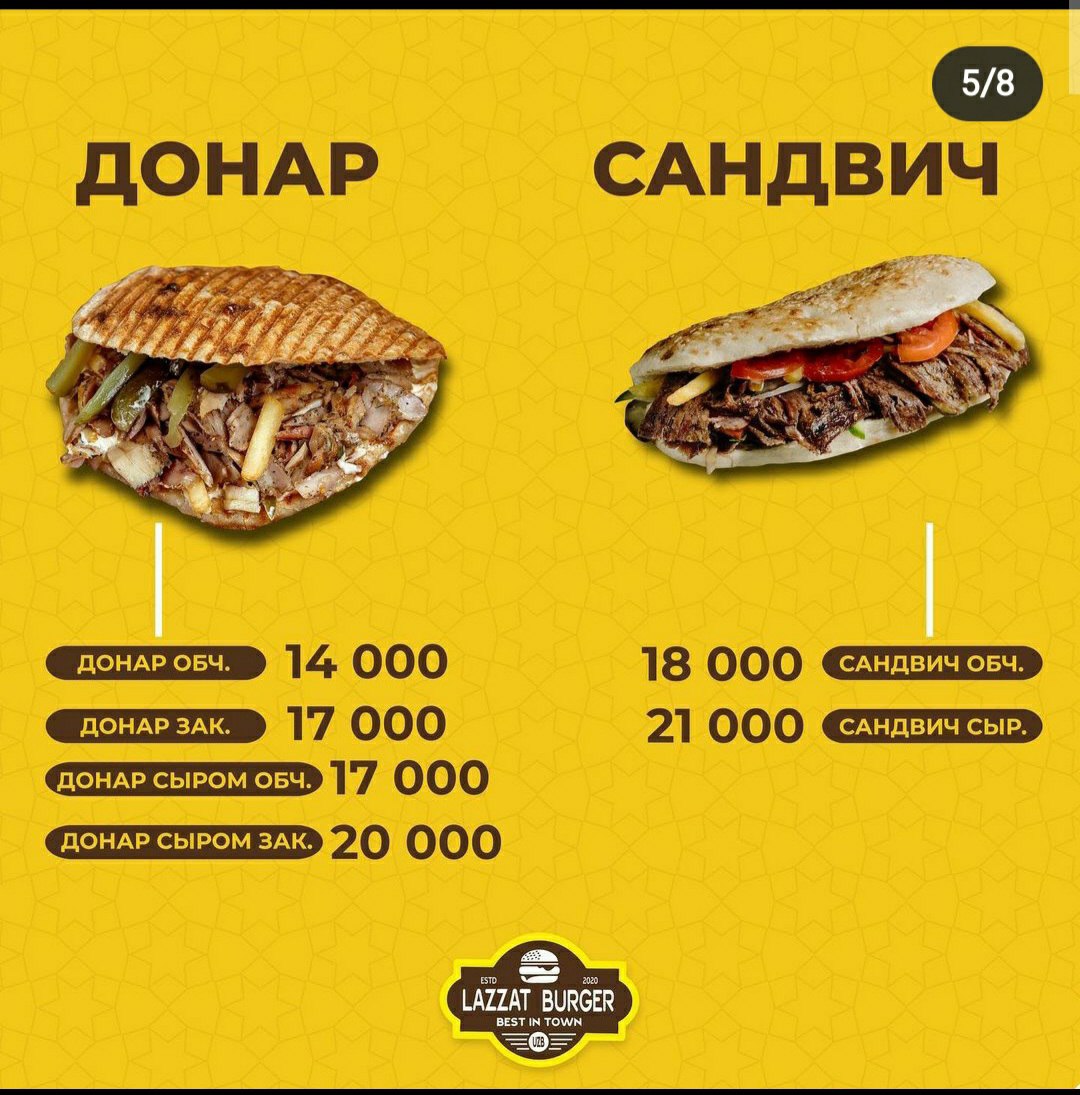 5/8
ДОНАР
САНДВИЧ
ДОНАР ОБЧ. 14 000
ДОНАР ЗАК. 17 000
ДОНАР СЫРОМ ОБЧ. 17 000
ДОНАР СЫРОМ ЗАК. 20 000
18 000 САНДВИЧ ОБЧ.
21 000 САНДВИЧ СЫР.
ESTD 2020
LAZZAT BURGER
BEST IN TOWN
UZB